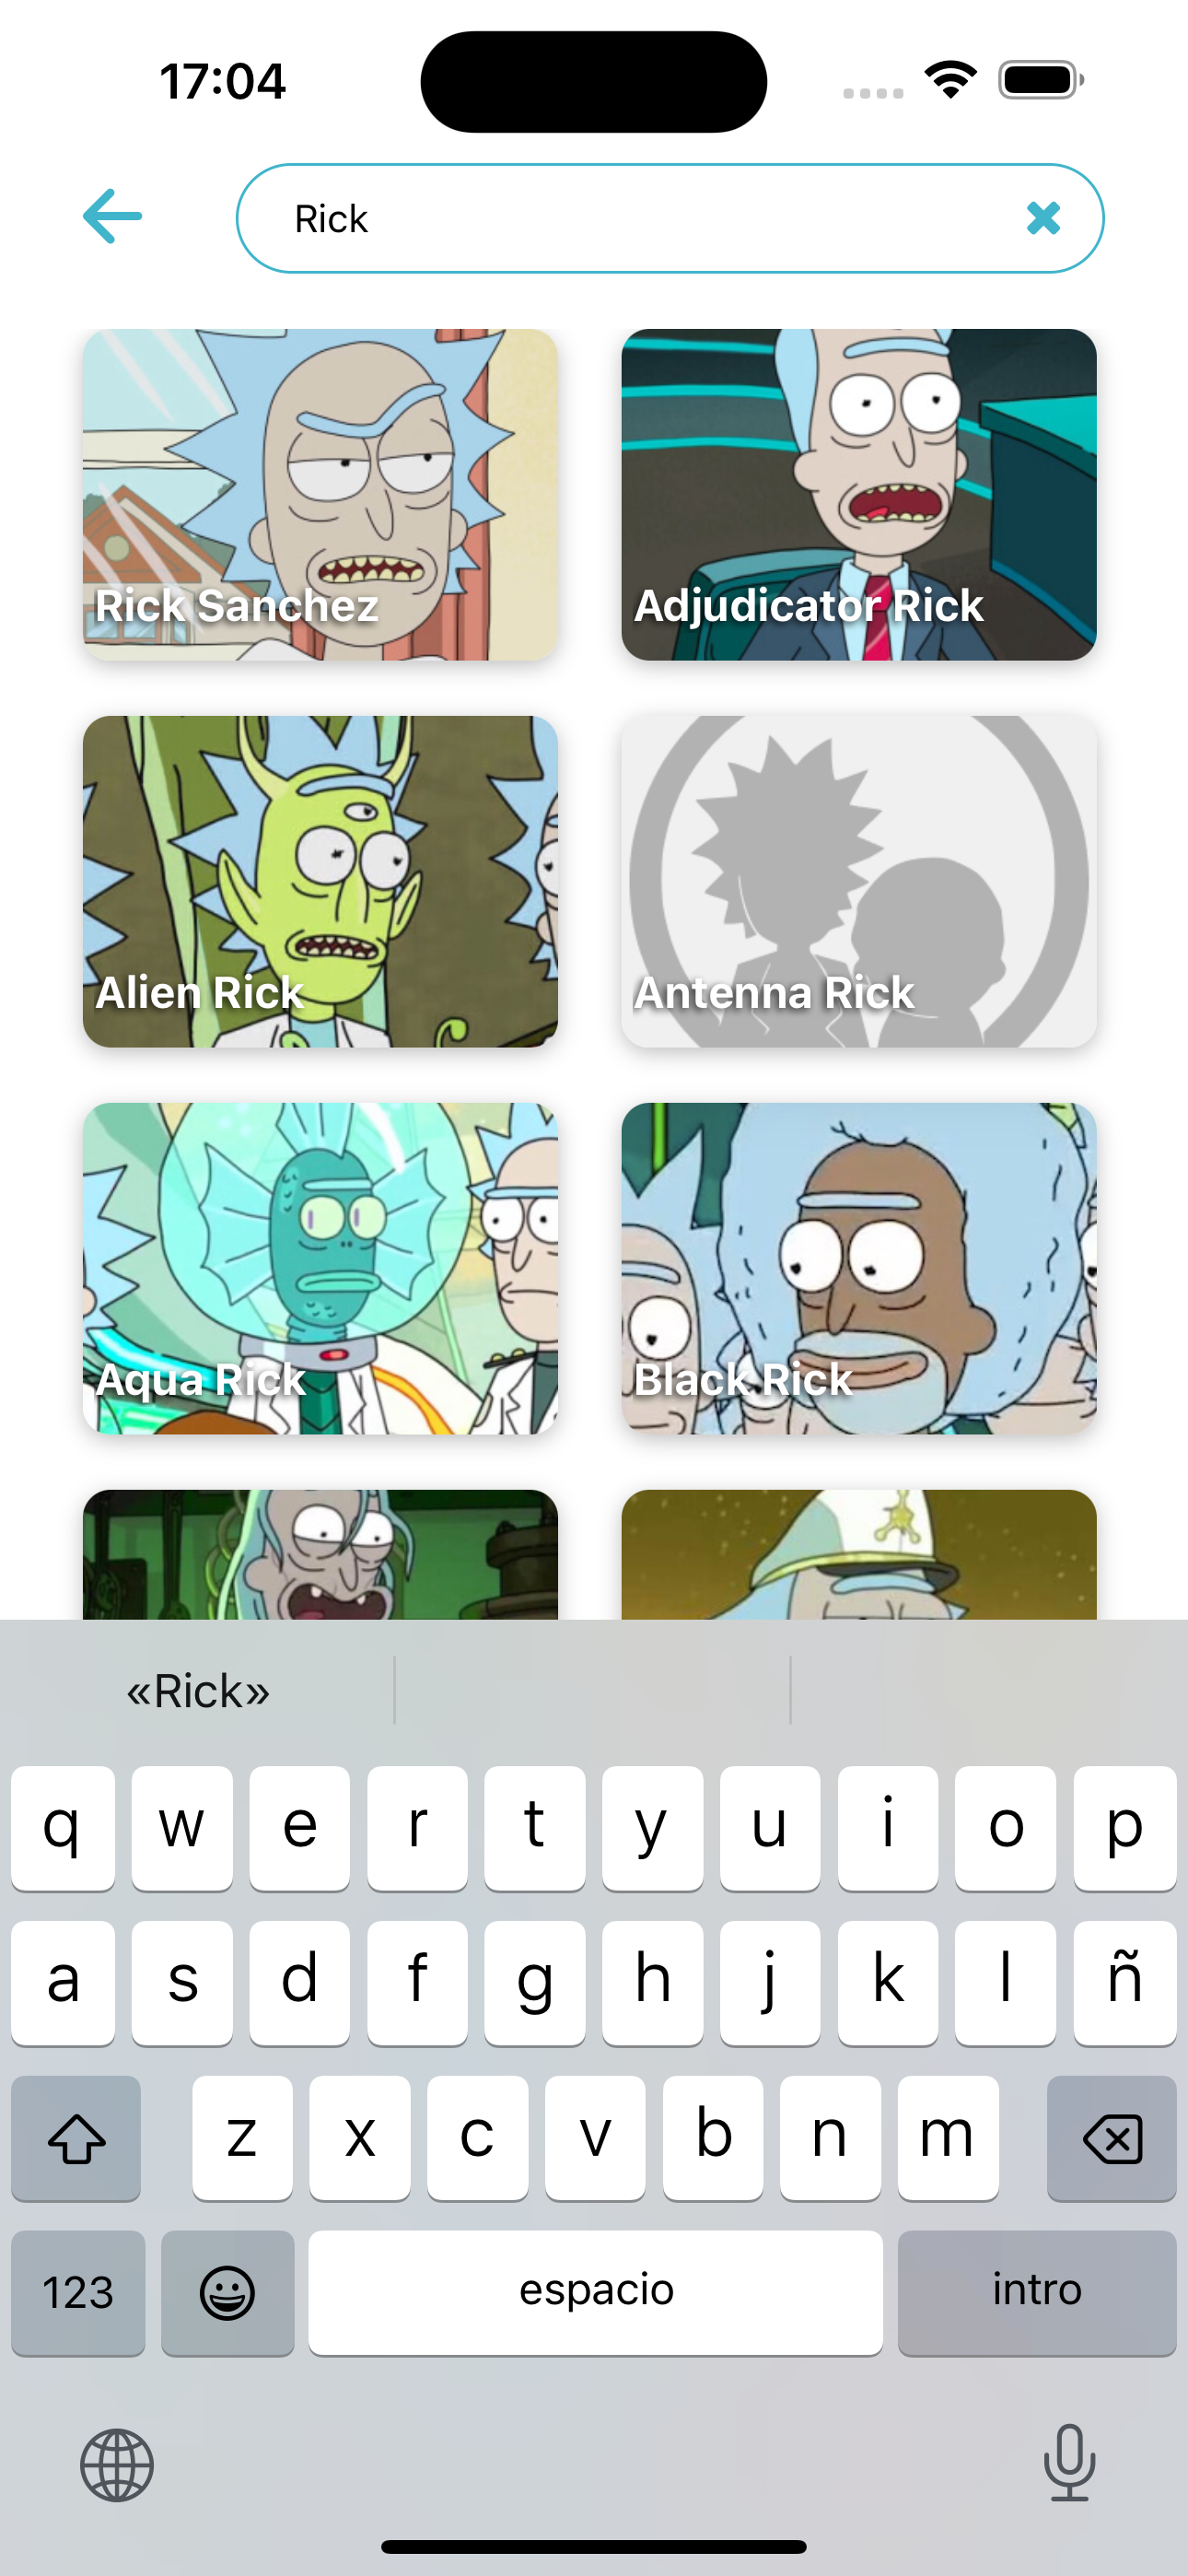 17:04
Rick
Rick Sanchez
Adjudicator Rick
Alien Rick
Antenna Rick
Aqua Rick
Black Rick
«Rick»
q w e r t y u i o p
a s d f g h j k l ñ
z x c v b n m
123 espacio intro